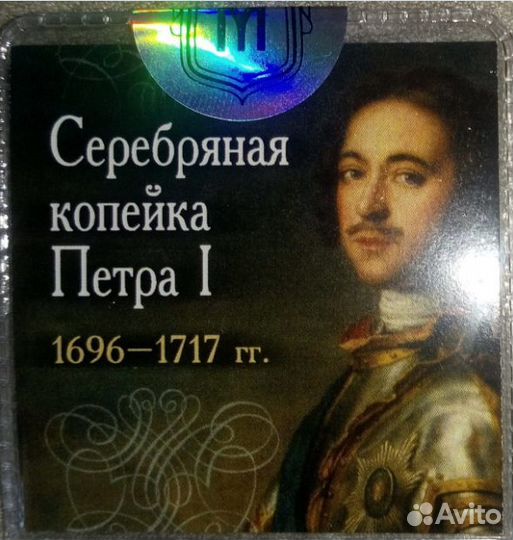 Серебряная
копейка
Петра I
1696–1717 гг.
Avito